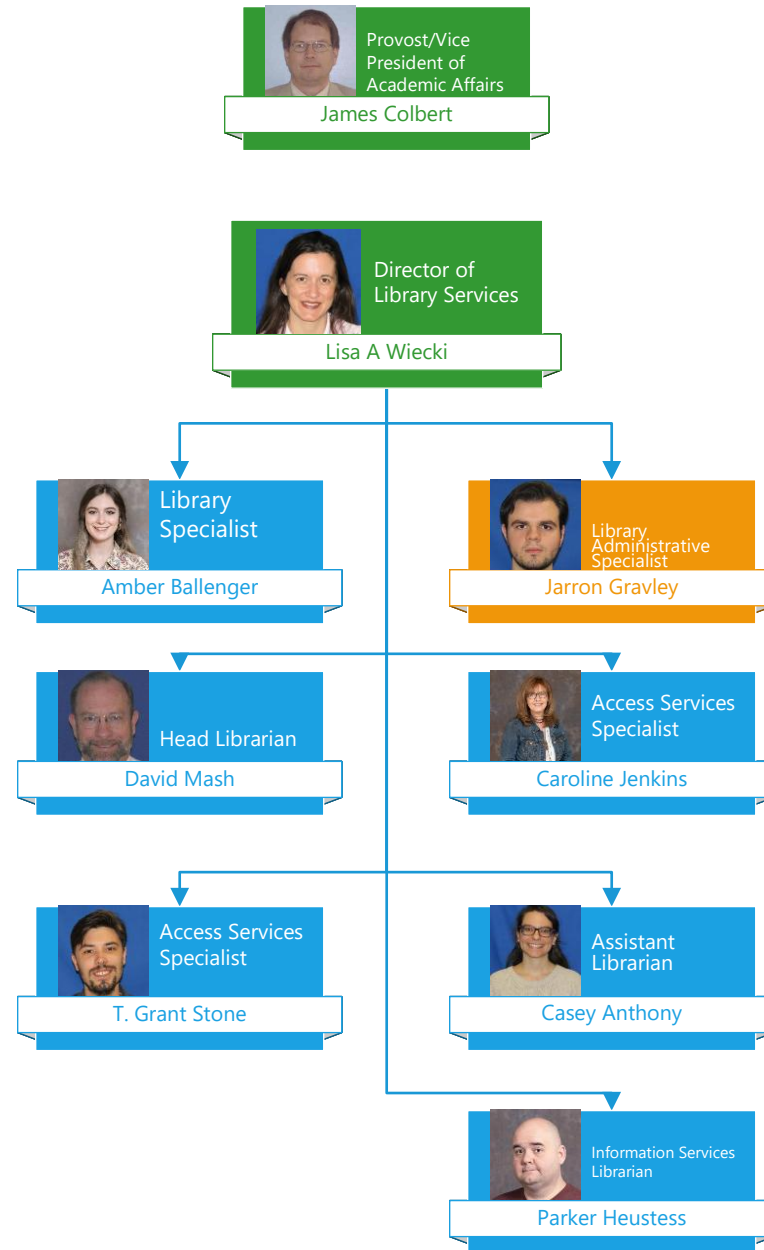 Provost/Vice
President of
Academic Affairs
James Colbert
Director of
Library Services
Lisa A Wiecki
Library
Specialist
Amber Ballenger
Library
Administrative
Specialist
Jarron Gravley
Head Librarian
David Mash
Access Services
Specialist
Caroline Jenkins
Access Services
Specialist
T. Grant Stone
Assistant
Librarian
Casey Anthony
Information Services
Librarian
Parker Heustess